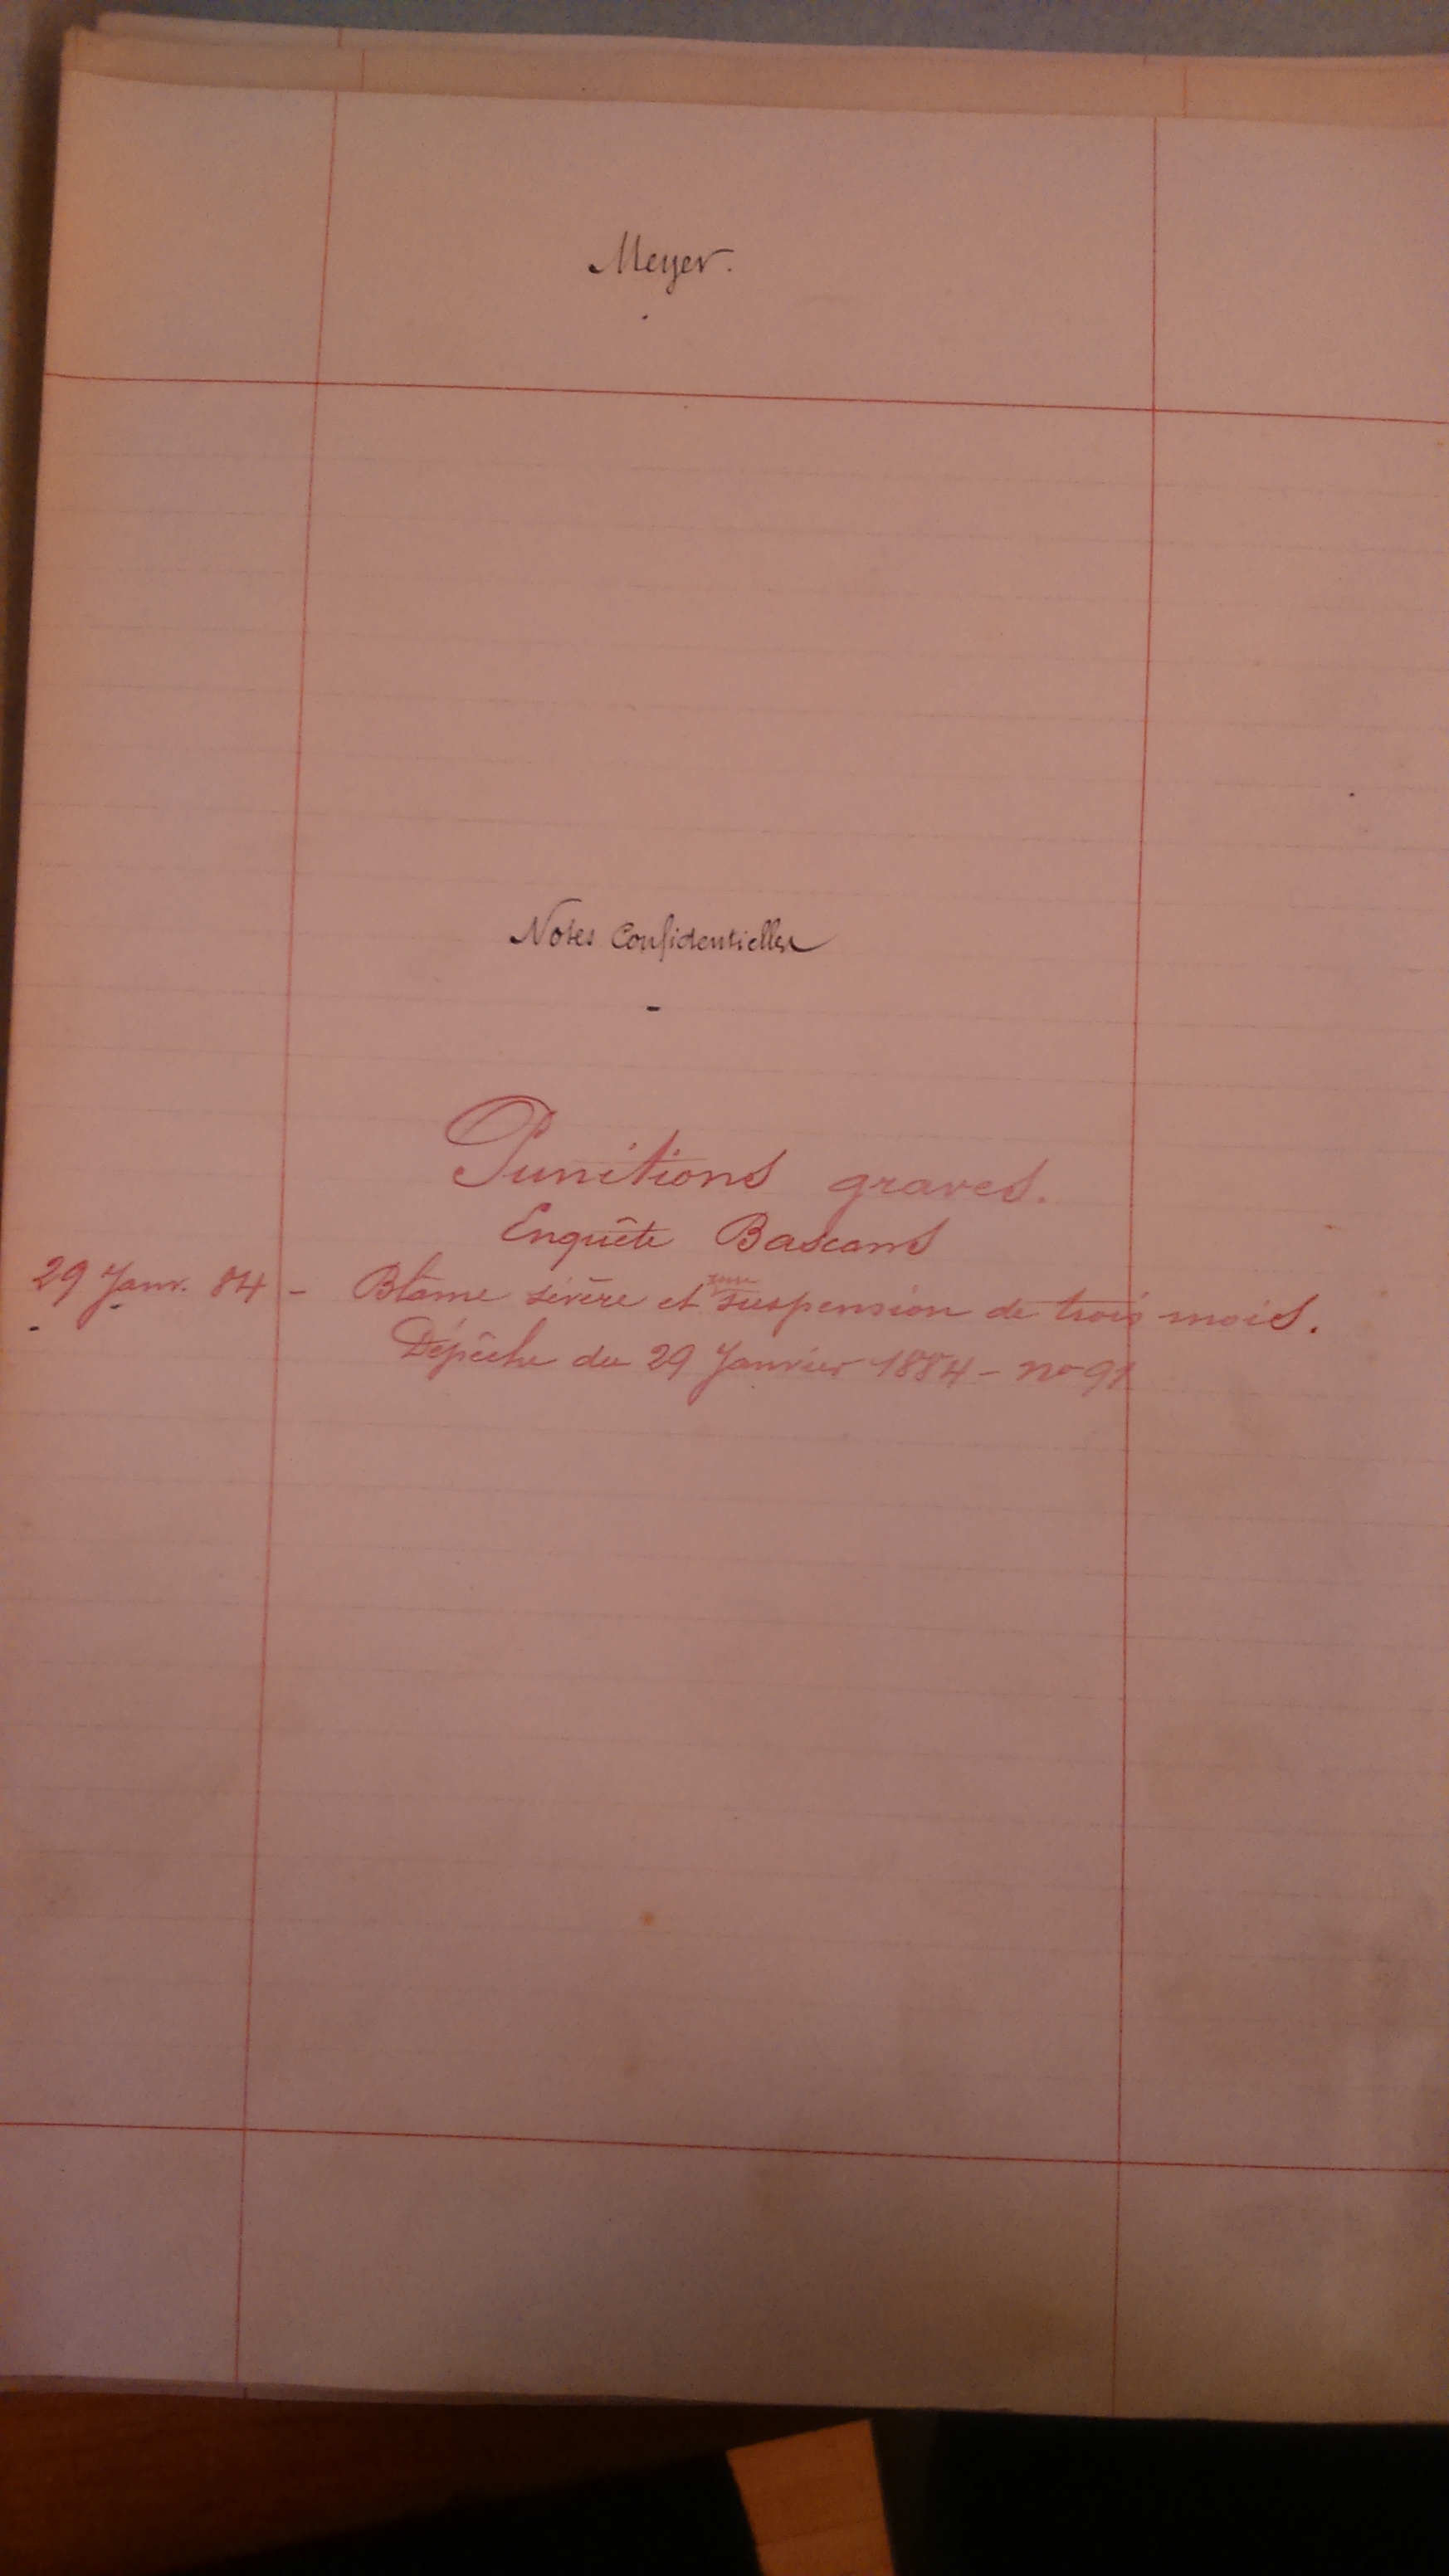 Meyer.
Notes Confidentielles
Punitions graves.
Enquête Bascans
29 Janv. 84 - Blâme sévère et une suspension de trois mois.
Dépêche du 29 Janvier 1884 - no 91